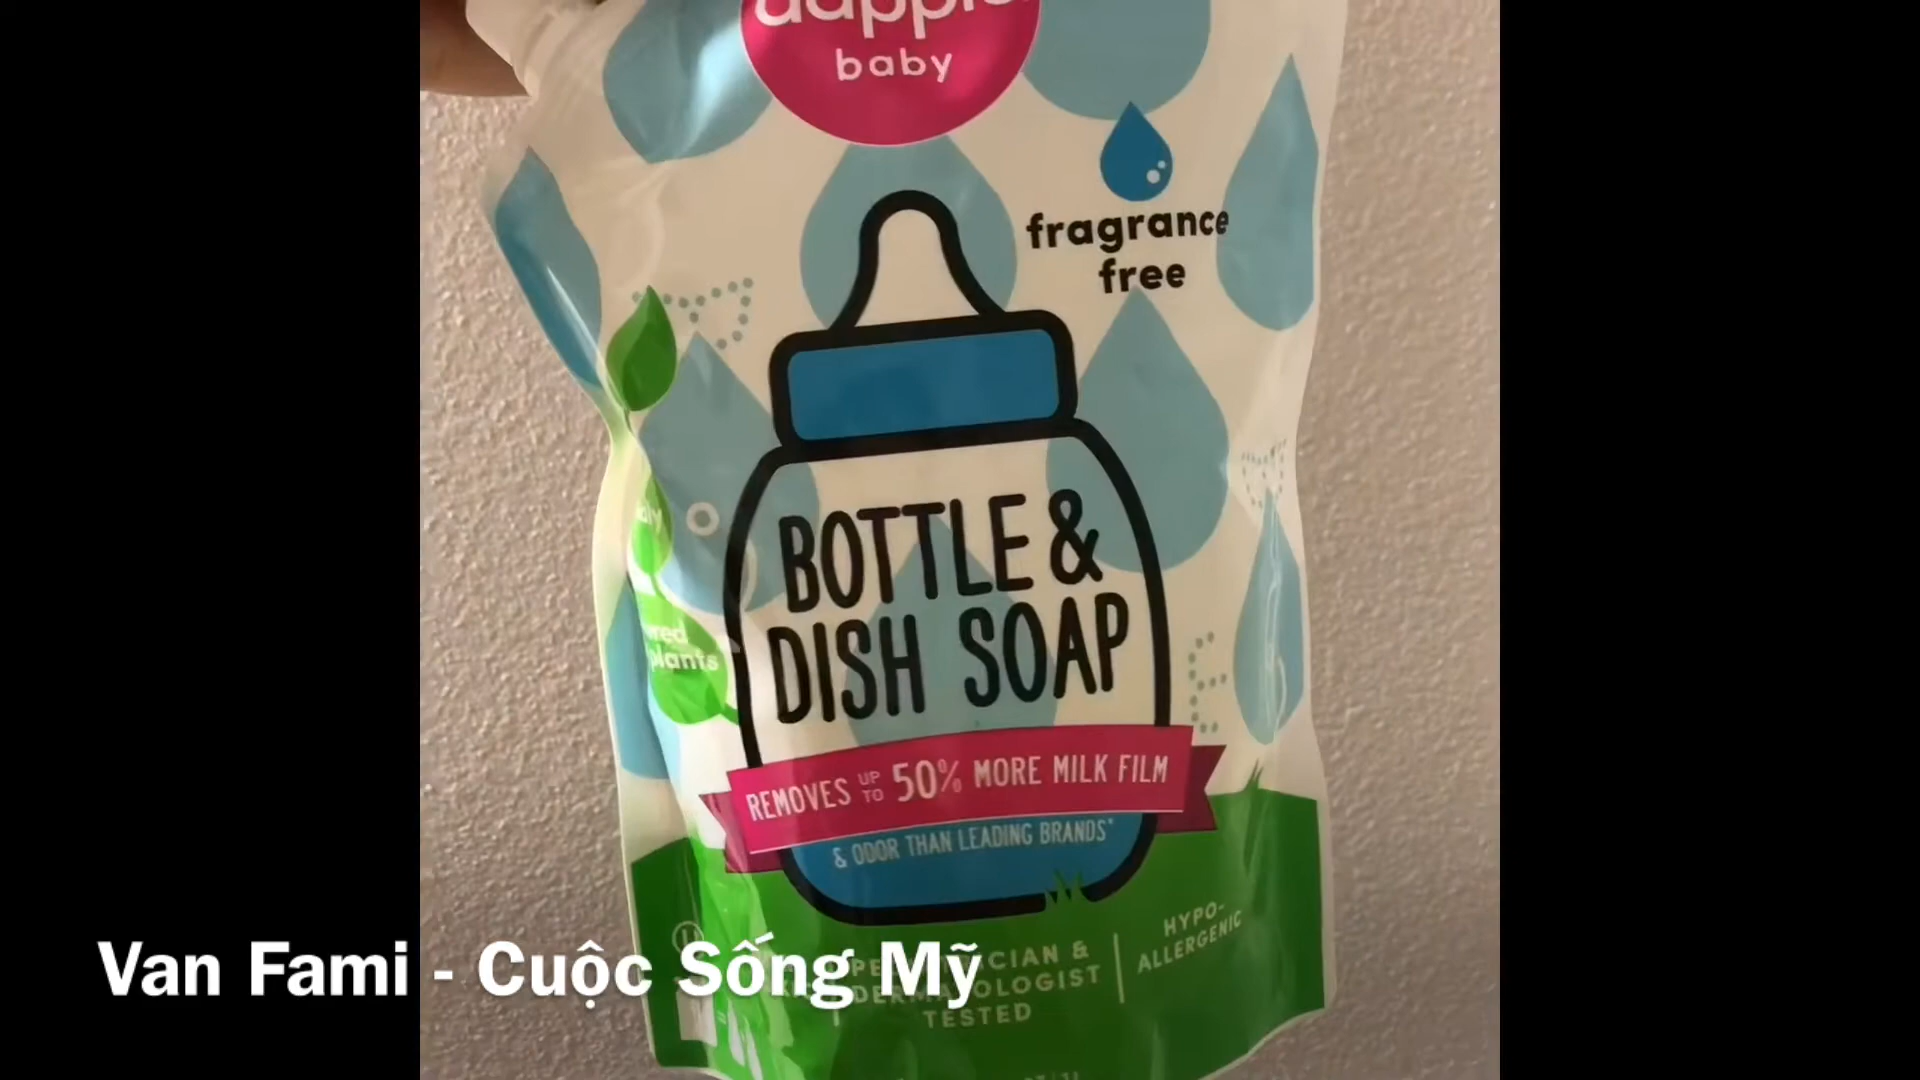 baby
fragrance
free
plants
BOTTLE &
DISH SOAP
REMOVES UP TO 50% MORE MILK FILM
& ODOR THAN LEADING BRANDS*
HYPO-
ALLERGENIC
TESTED
Van Fami - Cuộc Sống Mỹ